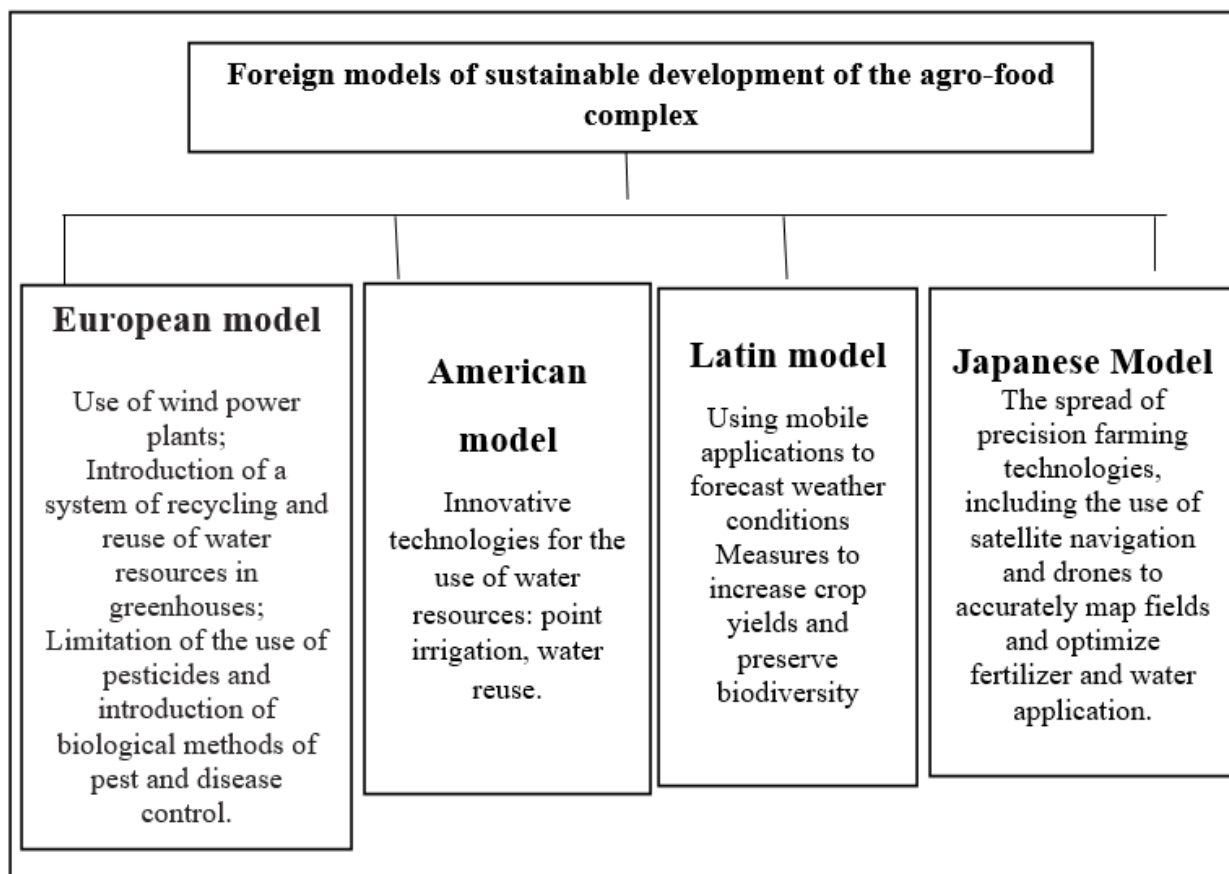 Foreign models of sustainable development of the agro-food
complex
European model
Use of wind power
plants;
Introduction of a
system of recycling and
reuse of water
resources in
greenhouses;
Limitation of the use of
pesticides and
introduction of
biological methods of
pest and disease
control.
American
model
Innovative
technologies for the
use of water
resources: point
irrigation, water
reuse.
Latin model
Using mobile
applications to
forecast weather
conditions
Measures to
increase crop
yields and
preserve
biodiversity
Japanese Model
The spread of
precision farming
technologies,
including the use of
satellite navigation
and drones to
accurately map fields
and optimize
fertilizer and water
application.